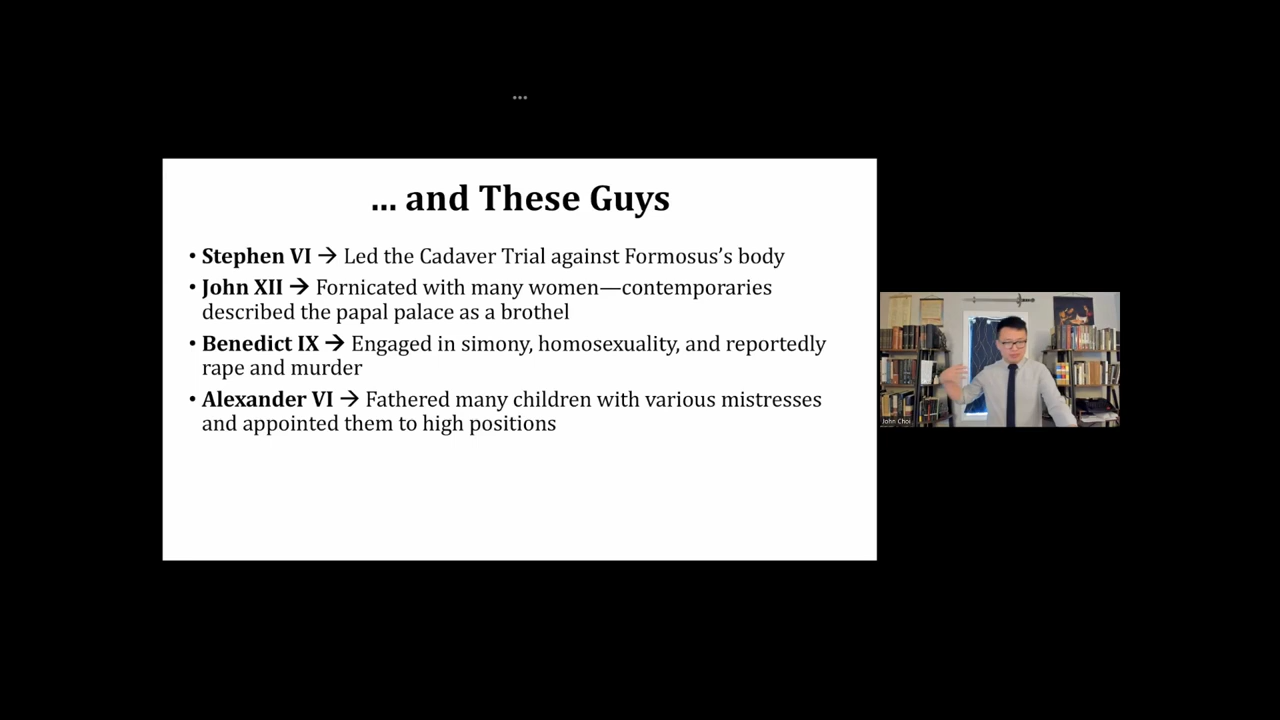 ... and These Guys
• Stephen VI → Led the Cadaver Trial against Formosus’s body
• John XII → Fornicated with many women—contemporaries
described the papal palace as a brothel
• Benedict IX → Engaged in simony, homosexuality, and reportedly
rape and murder
• Alexander VI → Fathered many children with various mistresses
and appointed them to high positions
John Choi